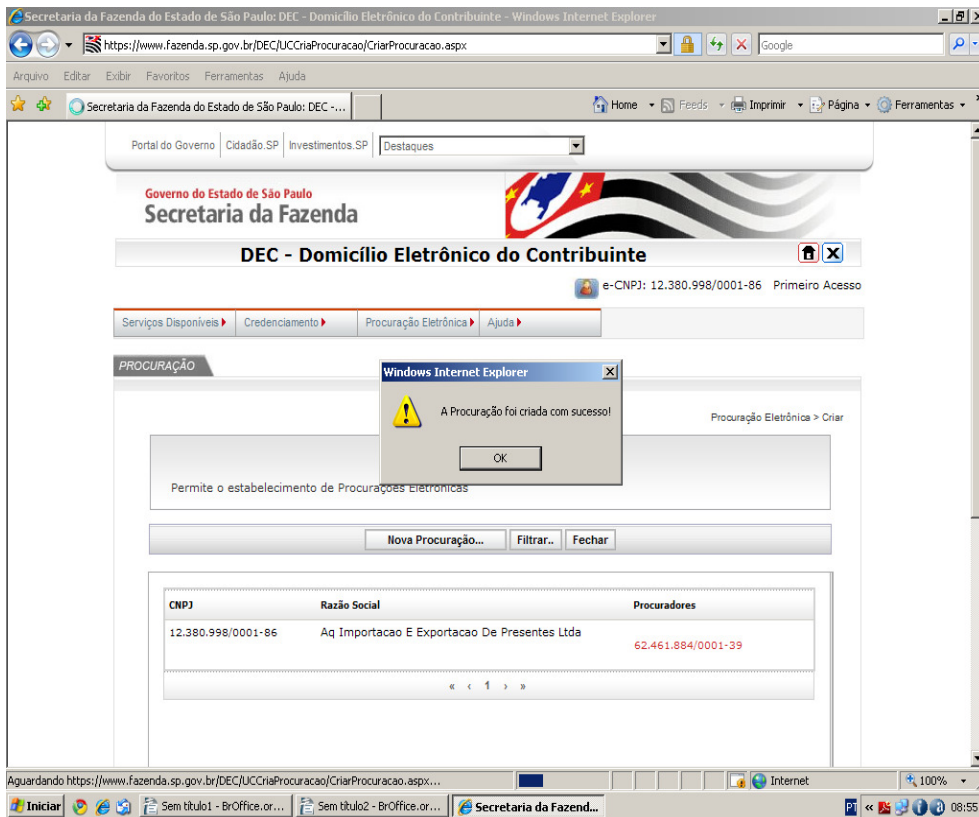 Secretaria da Fazenda do Estado de São Paulo: DEC - Domicílio Eletrônico do Contribuinte - Windows Internet Explorer
https://www.fazenda.sp.gov.br/DEC/UCCriaProcuracao/CriarProcuracao.aspx
Google
Arquivo Editar Exibir Favoritos Ferramentas Ajuda
Secretaria da Fazenda do Estado de São Paulo: DEC -...
Home Feeds Imprimir Página Ferramentas
Portal do Governo Cidadão.SP Investimentos.SP Destaques
Governo do Estado de São Paulo
Secretaria da Fazenda
DEC - Domicílio Eletrônico do Contribuinte
e-CNPJ: 12.380.998/0001-86 Primeiro Acesso
Serviços Disponíveis Credenciamento Procuração Eletrônica Ajuda
PROCURAÇÃO
Windows Internet Explorer
A Procuração foi criada com sucesso!
OK
Procuração Eletrônica > Criar
Permite o estabelecimento de Procurações Eletrônicas
Nova Procuração... Filtrar.. Fechar
CNPJ Razão Social Procuradores
12.380.998/0001-86 Aq Importacao E Exportacao De Presentes Ltda 62.461.884/0001-39
« ‹ 1 › »
Aguardando https://www.fazenda.sp.gov.br/DEC/UCCriaProcuracao/CriarProcuracao.aspx... Internet 100%
Iniciar Sem título1 - BrOffice.or... Sem título2 - BrOffice.or... Secretaria da Fazend... PT « 08:55